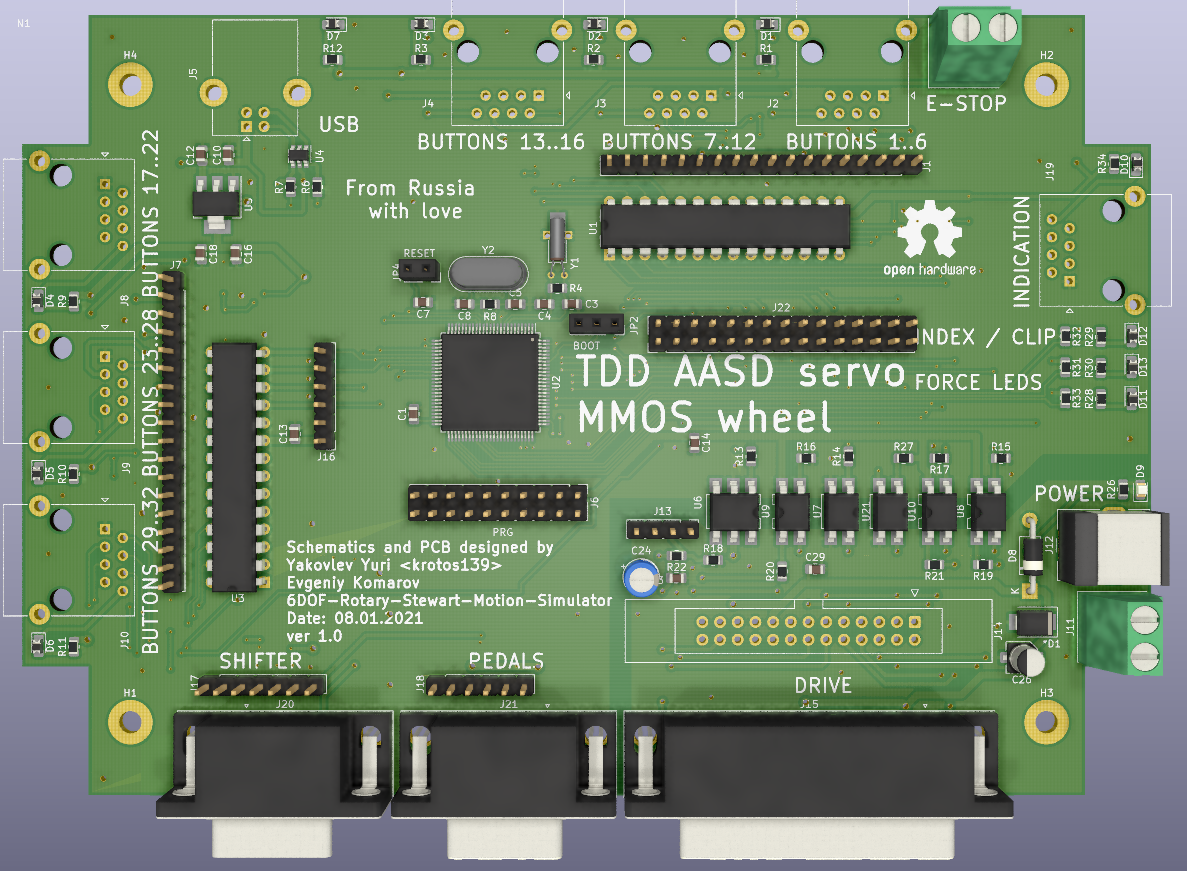 N1
D7
D3
D2
D1
R12
R3
R2
R1
H4
H2
J5
J4
J3
J2
E-STOP
USB
BUTTONS 13..16
BUTTONS 7..12
BUTTONS 1..6
J1
J19
R34
D10
C12
C10
U4
R7
R6
From Russia
with love
U1
INDICATION
open hardware
BUTTONS 17..22
C18
C16
J7
RESET
Y2
Y1
R4
D4
R9
J8
C7
C8
R8
C5
C4
C3
JP2
BOOT
J22
NDEX / CLIP
R32
R29
D12
BUTTONS 23..28
TDD AASD servo
MMOS wheel
U2
FORCE LEDS
R31
R30
D13
R33
R28
D11
C1
C13
J16
C14
R13
R16
R14
R27
R17
R15
D5
R10
J9
POWER
R26
D9
BUTTONS 29.32
J6
PRG
J13
U6
U9
U7
U21
U10
U8
J12
D8
K
C24
R18
R22
R20
C29
R21
R19
Schematics and PCB designed by
Yakovlev Yuri <krotos139>
Evgeniy Komarov
6DOF-Rotary-Stewart-Motion-Simulator
Date: 08.01.2021
ver 1.0
D6
R11
J10
J14
*D1
J11
C26
SHIFTER
PEDALS
DRIVE
J17
J18
H1
J20
J21
J15
H3